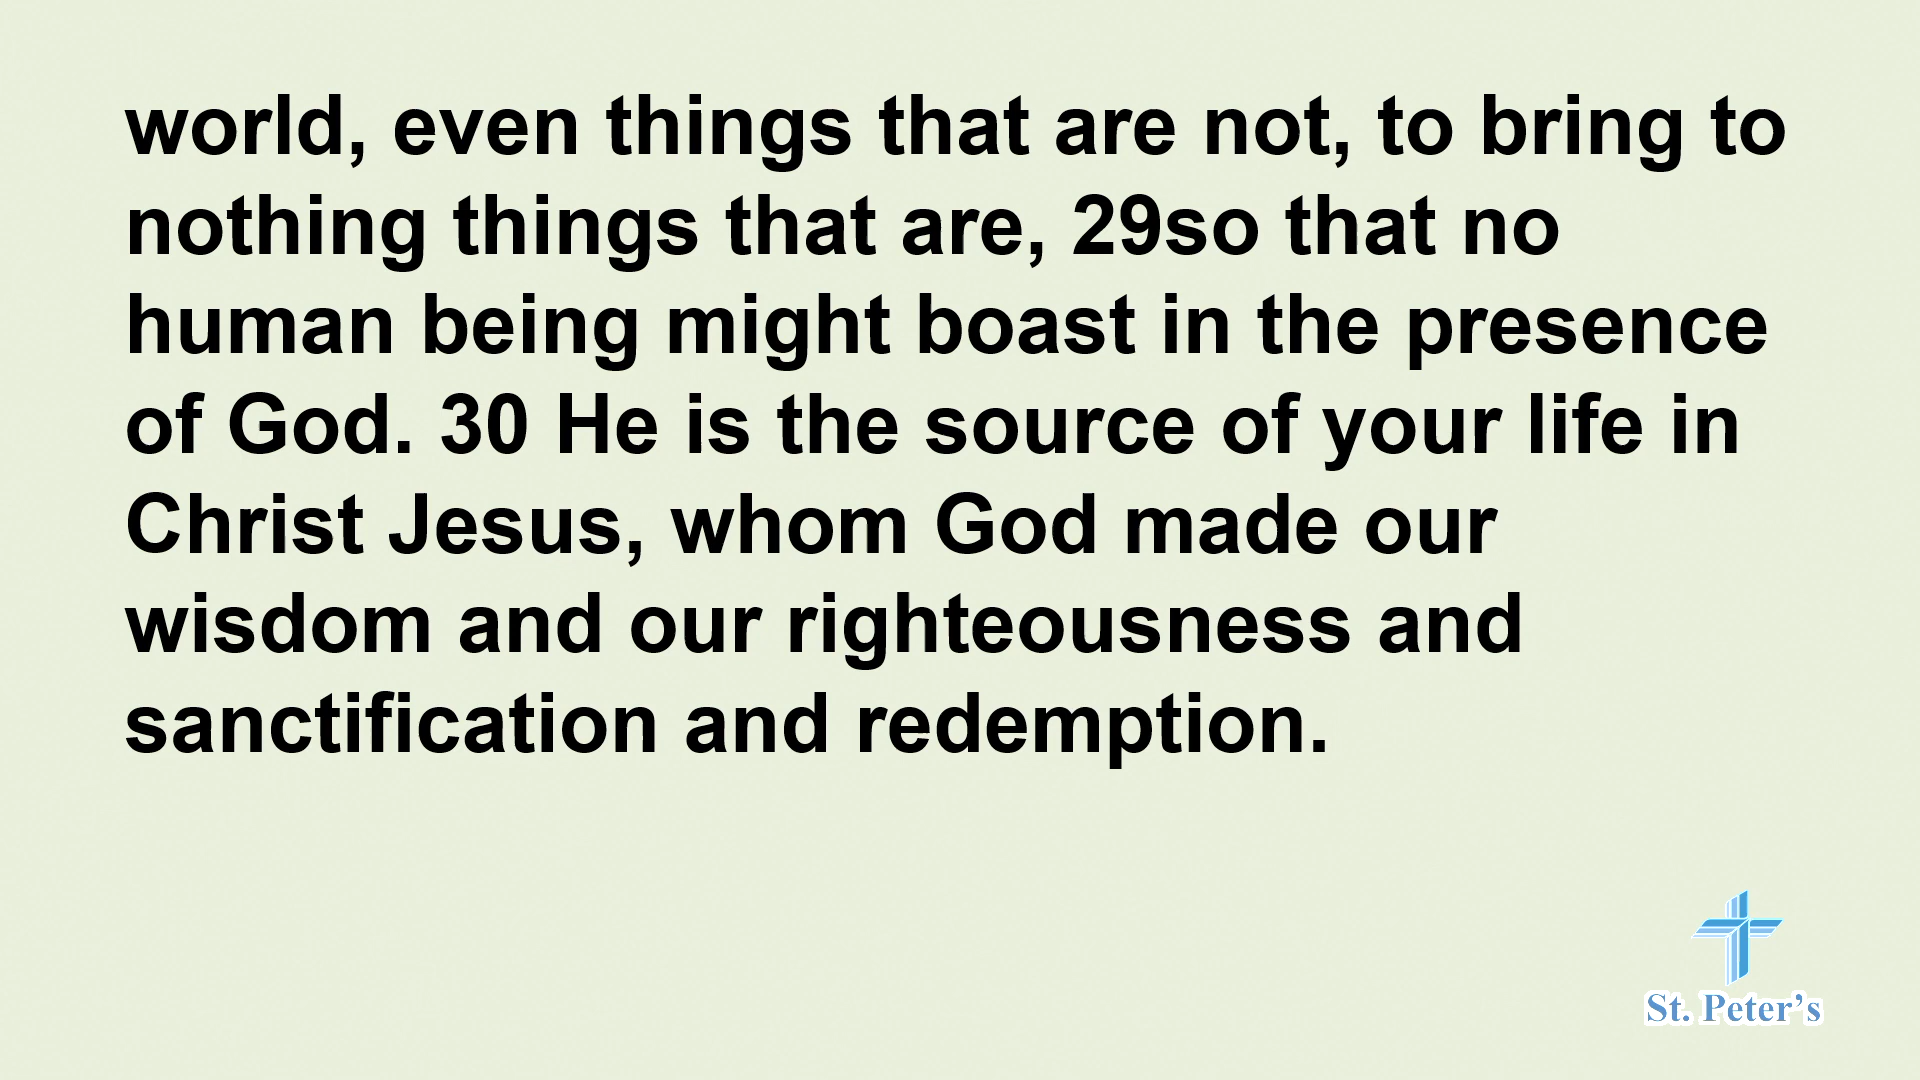 world, even things that are not, to bring to
nothing things that are, 29so that no
human being might boast in the presence
of God. 30 He is the source of your life in
Christ Jesus, whom God made our
wisdom and our righteousness and
sanctification and redemption.
St. Peter’s